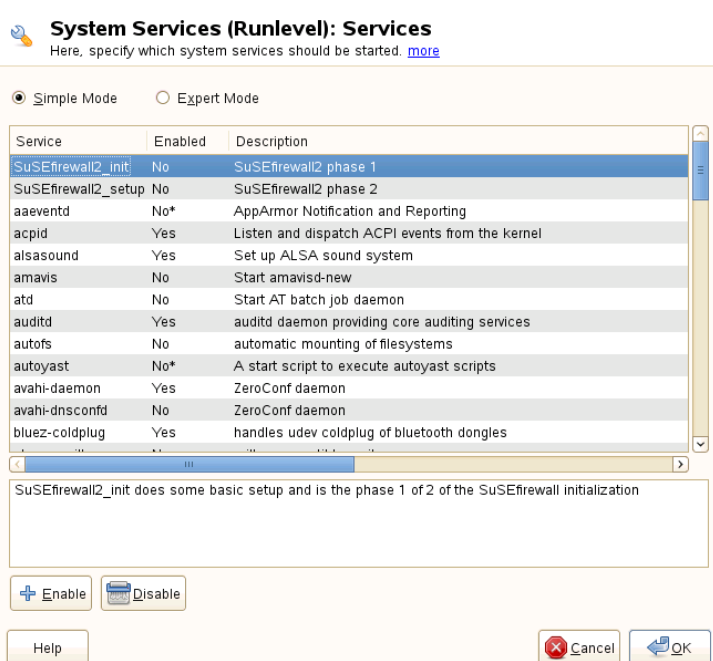 System Services (Runlevel): Services
Here, specify which system services should be started. more
Simple Mode Expert Mode
Service Enabled Description
SuSEfirewall2_init No SuSEfirewall2 phase 1
SuSEfirewall2_setup No SuSEfirewall2 phase 2
aaeventd No* AppArmor Notification and Reporting
acpid Yes Listen and dispatch ACPI events from the kernel
alsasound Yes Set up ALSA sound system
amavis No Start amavisd-new
atd No Start AT batch job daemon
auditd Yes auditd daemon providing core auditing services
autofs No automatic mounting of filesystems
autoyast No* A start script to execute autoyast scripts
avahi-daemon Yes ZeroConf daemon
avahi-dnsconfd No ZeroConf daemon
bluez-coldplug Yes handles udev coldplug of bluetooth dongles
SuSEfirewall2_init does some basic setup and is the phase 1 of 2 of the SuSEfirewall initialization
Enable Disable
Help Cancel OK